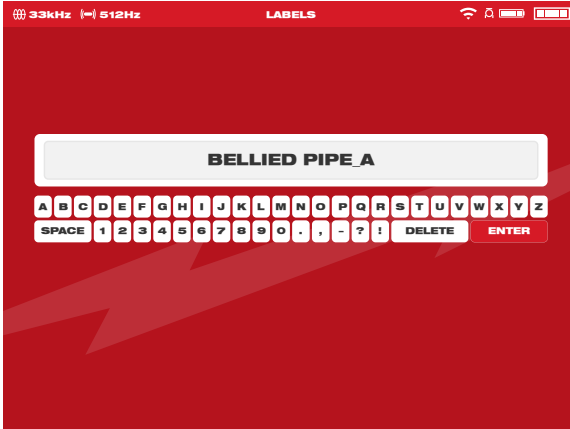 33kHz 512Hz LABELS
BELLIED PIPE_A
A B C D E F G H I J K L M N O P Q R S T U V W X Y Z
SPACE 1 2 3 4 5 6 7 8 9 0 . , - ? ! DELETE ENTER